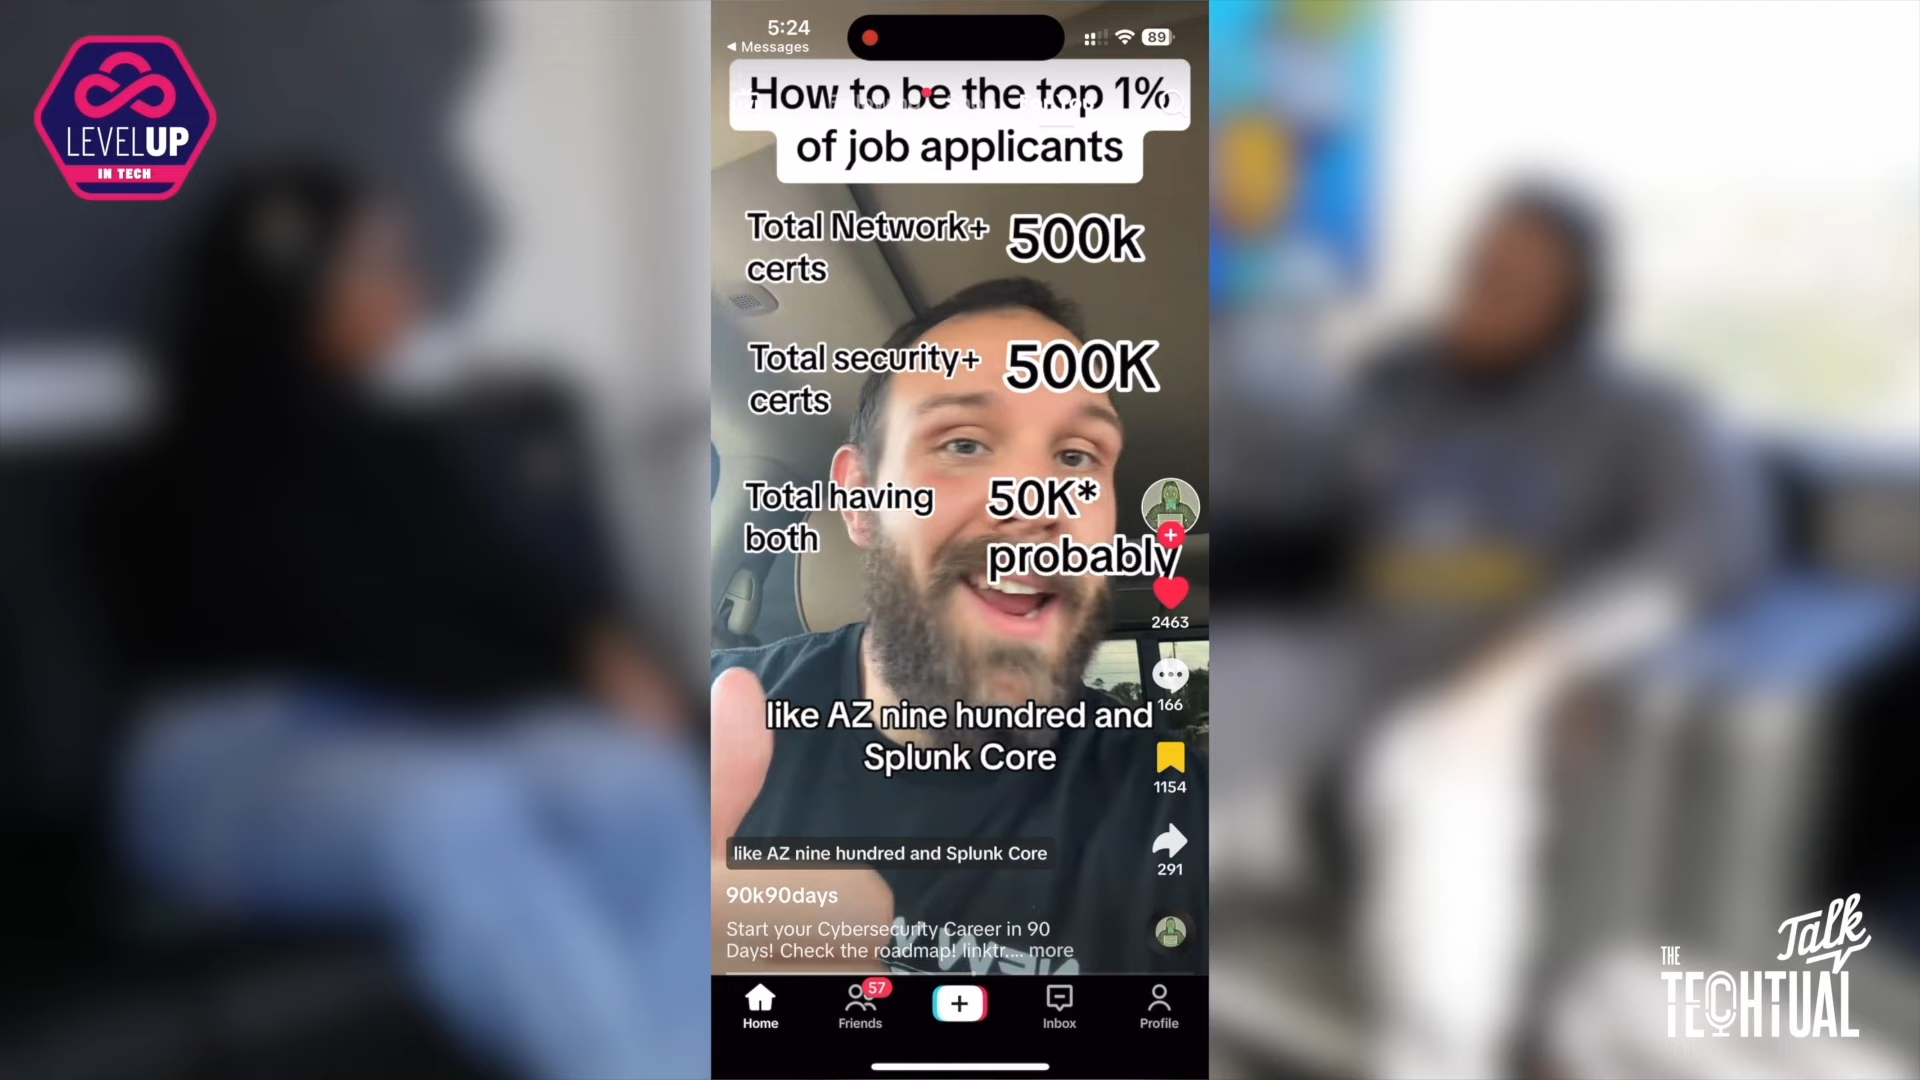 LEVELUP
IN TECH
5:24
Messages
89
How to be the top 1%
of job applicants
Total Network+
certs
500k
Total security+
certs
500K
Total having
both
50K*
probably
2463
166
like AZ nine hundred and
Splunk Core
1154
like AZ nine hundred and Splunk Core
291
90k90days
Start your Cybersecurity Career in 90
Days! Check the roadmap! linktr.... more
57
Home
Friends
Inbox
Profile
THE
TECHTUAL
Talk